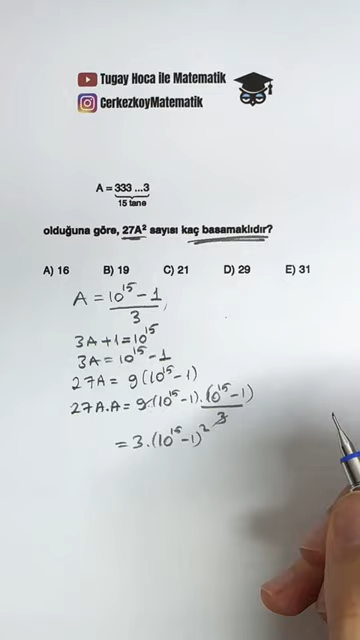 Tugay Hoca ile Matematik
CerkezkoyMatematik
A = 333 ...3
15 tane
olduğuna göre, 27A² sayısı kaç basamaklıdır?
A) 16 B) 19 C) 21 D) 29 E) 31
A = (10¹⁵ − 1) / 3
3A + 1 = 10¹⁵
3A = 10¹⁵ − 1
27A = 9(10¹⁵ − 1)
27A.A = 9.(10¹⁵ − 1).(10¹⁵ − 1) / 3
= 3.(10¹⁵ − 1)²